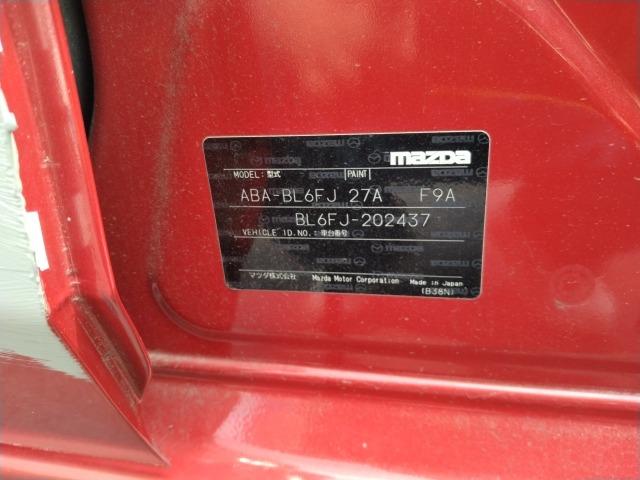 mazda
MODEL:型式 PAINT
ABA-BL6FJ 27A F9A
BL6FJ-202437
VEHICLE ID.NO.:車台番号
マツダ株式会社 Mazda Motor Corporation Made in Japan
(B38N)